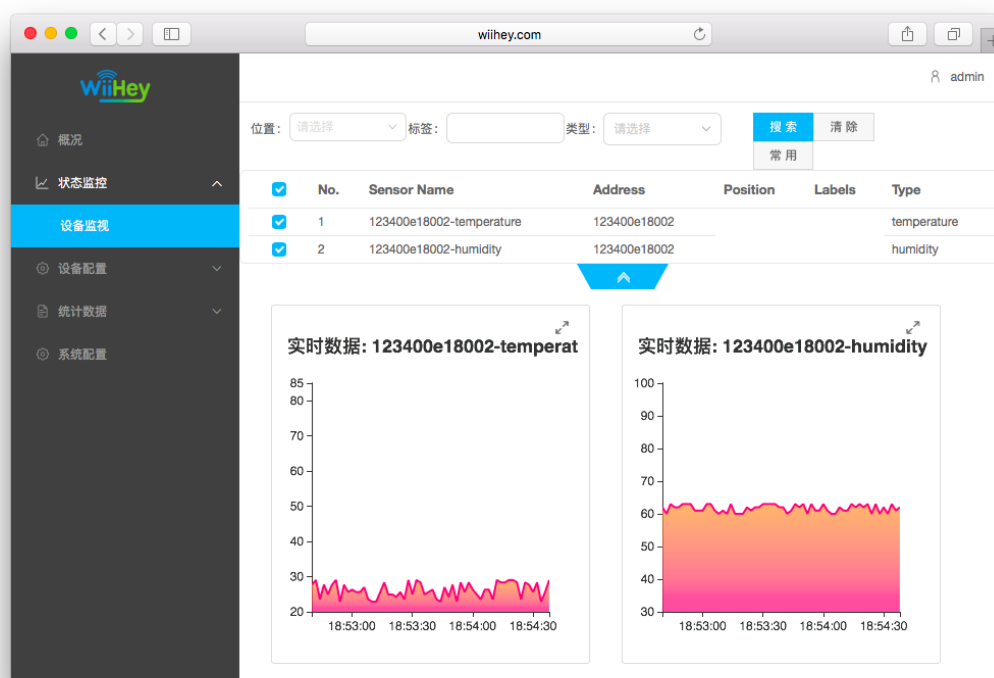 wiihey.com
WiiHey
admin
概况
状态监控
设备监视
设备配置
统计数据
系统配置
位置: 请选择 标签: 类型: 请选择 搜 索 清 除
常 用
No. Sensor Name Address Position Labels Type
1 123400e18002-temperature 123400e18002 temperature
2 123400e18002-humidity 123400e18002 humidity
实时数据: 123400e18002-temperat
85
80
70
60
50
40
30
20
18:53:00 18:53:30 18:54:00 18:54:30
实时数据: 123400e18002-humidity
100
90
80
70
60
50
40
30
18:53:00 18:53:30 18:54:00 18:54:30